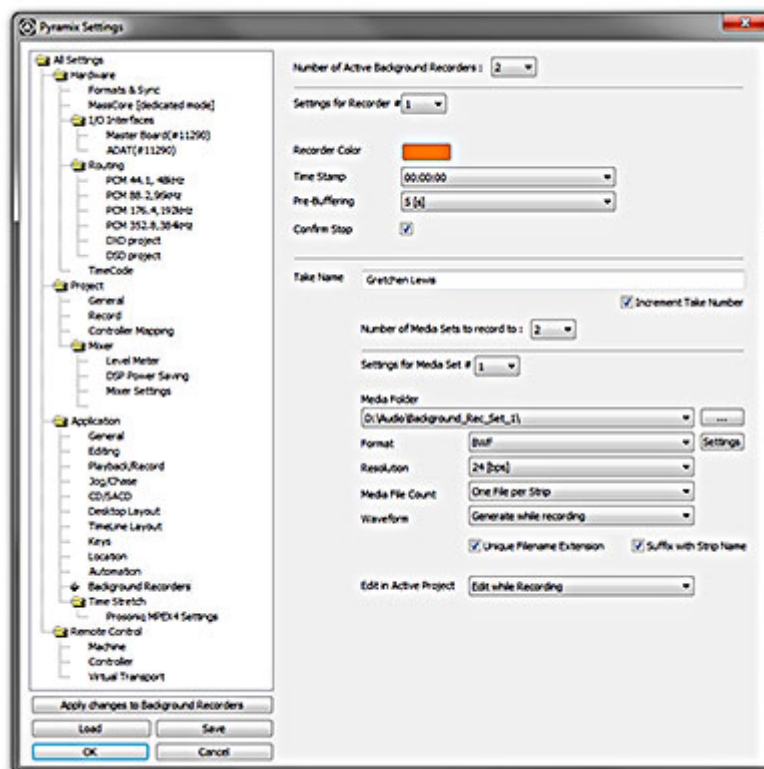 Pyramix Settings
All Settings
Hardware
Formats & Sync
MassCore [dedicated mode]
I/O Interfaces
Master Board(#11290)
ADAT(#11290)
Routing
PCM 44.1, 48kHz
PCM 88.2,96kHz
PCM 176.4,192kHz
PCM 352.8,384kHz
DXD project
DSD project
TimeCode
Project
General
Record
Controller Mapping
Mixer
Level Meter
DSP Power Saving
Mixer Settings
Application
General
Editing
Playback/Record
Jog/Chase
CD/SACD
Desktop Layout
TimeLine Layout
Keys
Location
Automation
Background Recorders
Time Stretch
Prosoniq MPEX4 Settings
Remote Control
Machine
Controller
Virtual Transport
Apply changes to Background Recorders
Load Save
OK Cancel
Number of Active Background Recorders : 2
Settings for Recorder # 1
Recorder Color
Time Stamp 00:00:00
Pre-Buffering 5 [s]
Confirm Stop
Take Name Gretchen Lewis
Increment Take Number
Number of Media Sets to record to : 2
Settings for Media Set # 1
Media Folder
D:\Audio\Background_Rec_Set_1\ ...
Format BWF Settings
Resolution 24 [bps]
Media File Count One File per Strip
Waveform Generate while recording
Unique Filename Extension Suffix with Strip Name
Edit in Active Project Edit while Recording